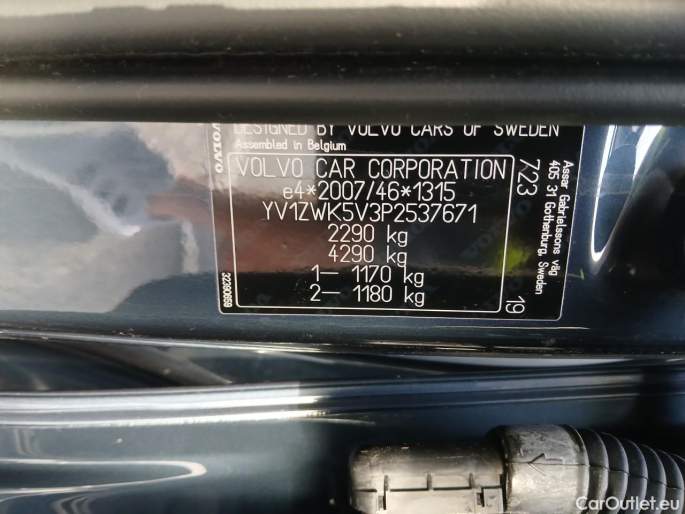 DESIGNED BY VOLVO CARS OF SWEDEN
Assembled in Belgium
VOLVO
VOLVO CAR CORPORATION
e4*2007/46*1315
YV1ZWK5V3P2537671
2290 kg
4290 kg
1— 1170 kg
2— 1180 kg
32390859
723
19
Assar Gabrielssons väg
405 31 Gothenburg, Sweden
CarOutlet.eu